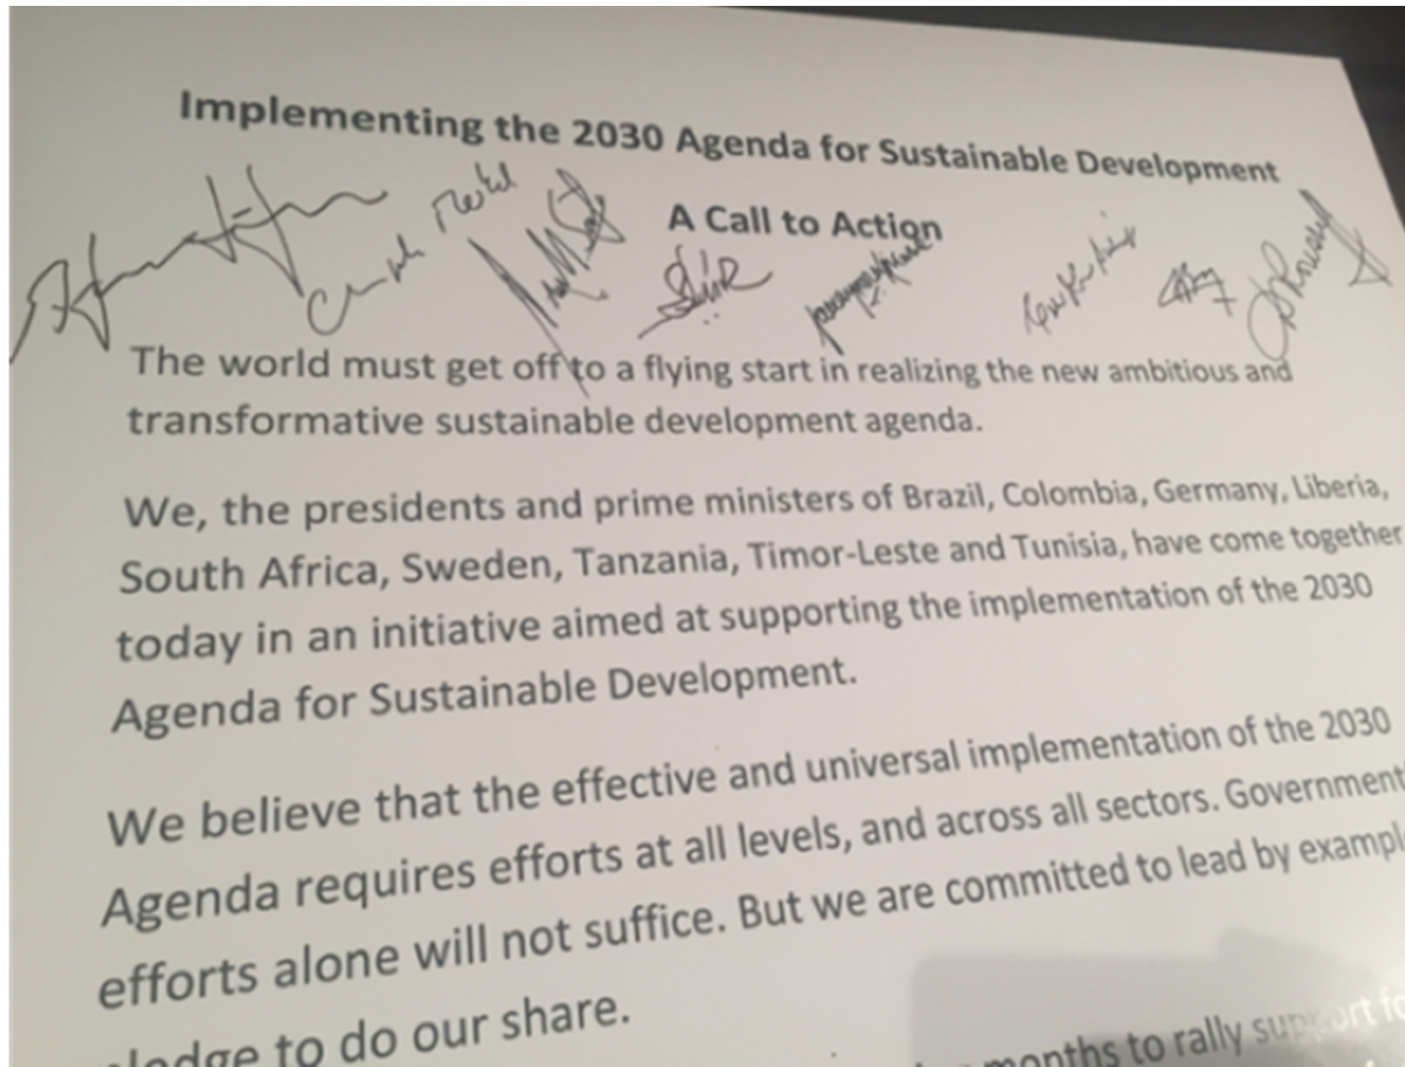 Implementing the 2030 Agenda for Sustainable Development
A Call to Action
The world must get off to a flying start in realizing the new ambitious and
transformative sustainable development agenda.
We, the presidents and prime ministers of Brazil, Colombia, Germany, Liberia,
South Africa, Sweden, Tanzania, Timor-Leste and Tunisia, have come together
today in an initiative aimed at supporting the implementation of the 2030
Agenda for Sustainable Development.
We believe that the effective and universal implementation of the 2030
Agenda requires efforts at all levels, and across all sectors. Government
efforts alone will not suffice. But we are committed to lead by exampl
to do our share.
months to rally support fo